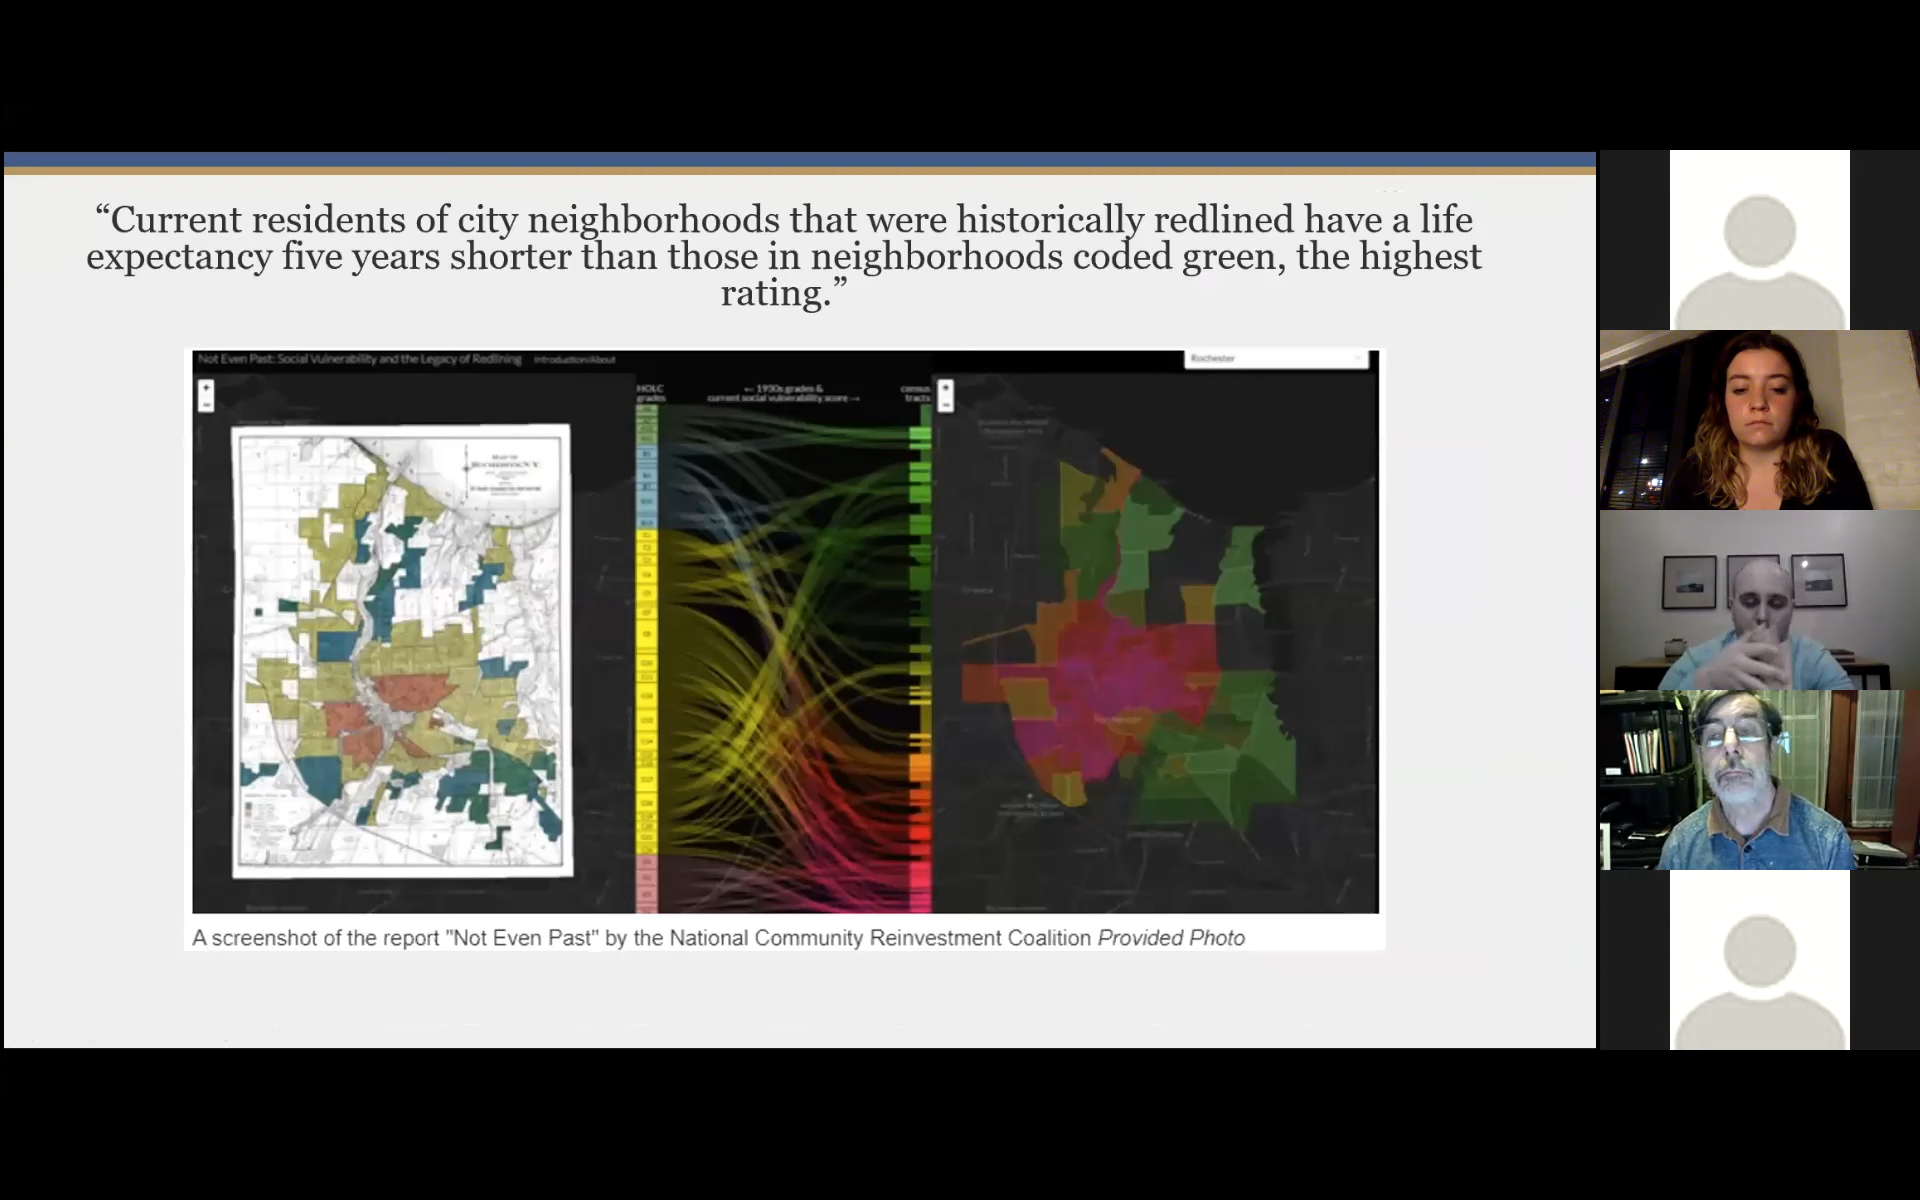 “Current residents of city neighborhoods that were historically redlined have a life
expectancy five years shorter than those in neighborhoods coded green, the highest
rating.”
Not Even Past: Social Vulnerability and the Legacy of Redlining Introduction/About
Rochester
HOLC
grades
← 1930s grades &
current social vulnerability score →
census
tracts
MAP OF
ROCHESTER N.Y.
A screenshot of the report "Not Even Past" by the National Community Reinvestment Coalition Provided Photo